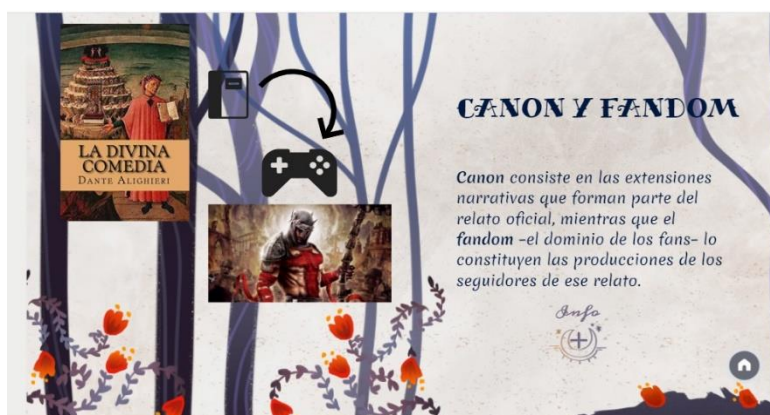 LA DIVINA
COMEDIA
DANTE ALIGHIERI
CANON Y FANDOM
Canon consiste en las extensiones
narrativas que forman parte del
relato oficial, mientras que el
fandom –el dominio de los fans– lo
constituyen las producciones de los
seguidores de ese relato.
Info